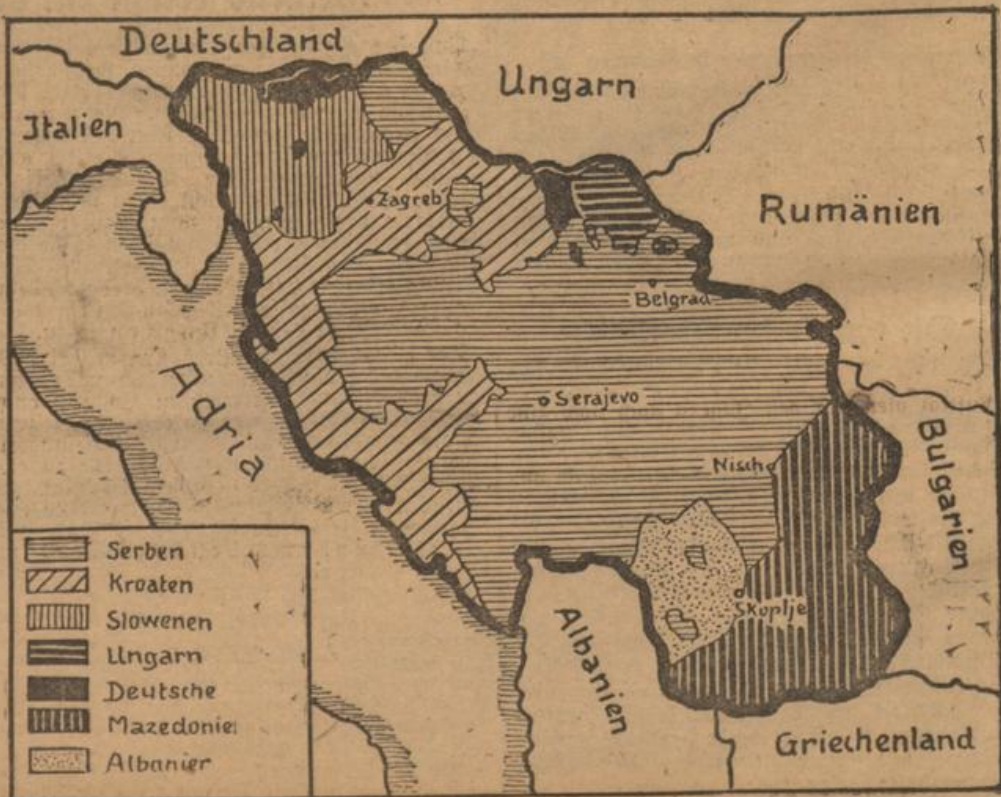 Deutschland
Ungarn
Italien
Zagreb
Rumänien
Belgrad
Adria
Serajevo
Nisch
Bulgarien
Skoplje
Albanien
Griechenland
Serben
Kroaten
Slowenen
Ungarn
Deutsche
Mazedonie
Albanier